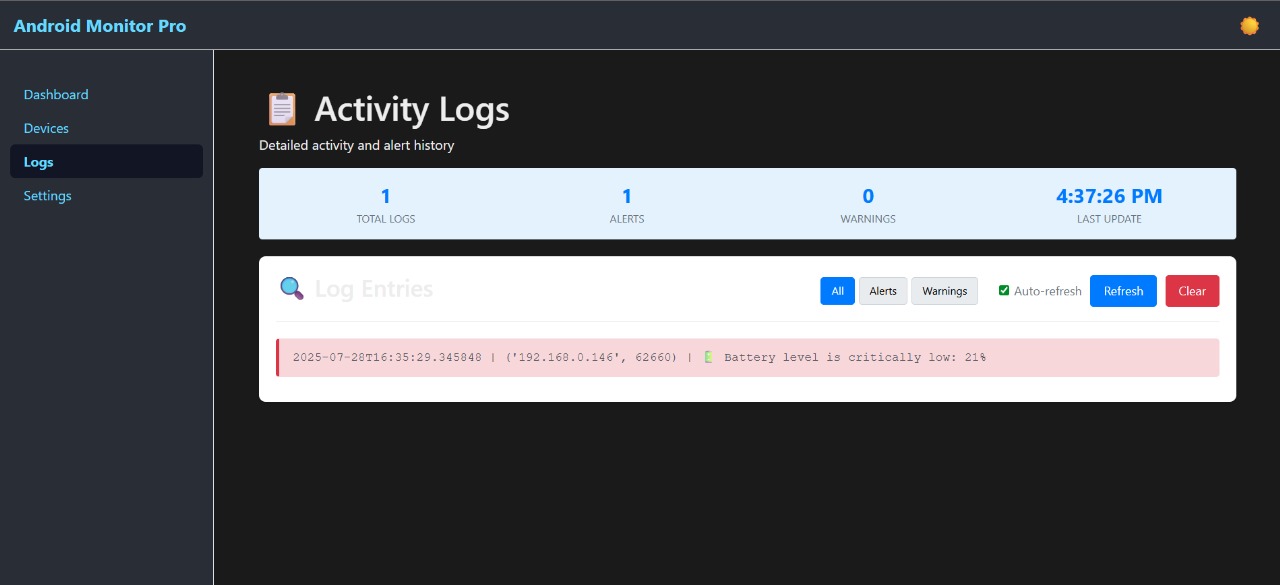 Android Monitor Pro
Dashboard
Devices
Logs
Settings
Activity Logs
Detailed activity and alert history
1
TOTAL LOGS
1
ALERTS
0
WARNINGS
4:37:26 PM
LAST UPDATE
Log Entries
All Alerts Warnings Auto-refresh Refresh Clear
2025-07-28T16:35:29.345848 | ('192.168.0.146', 62660) | 🔋 Battery level is critically low: 21%